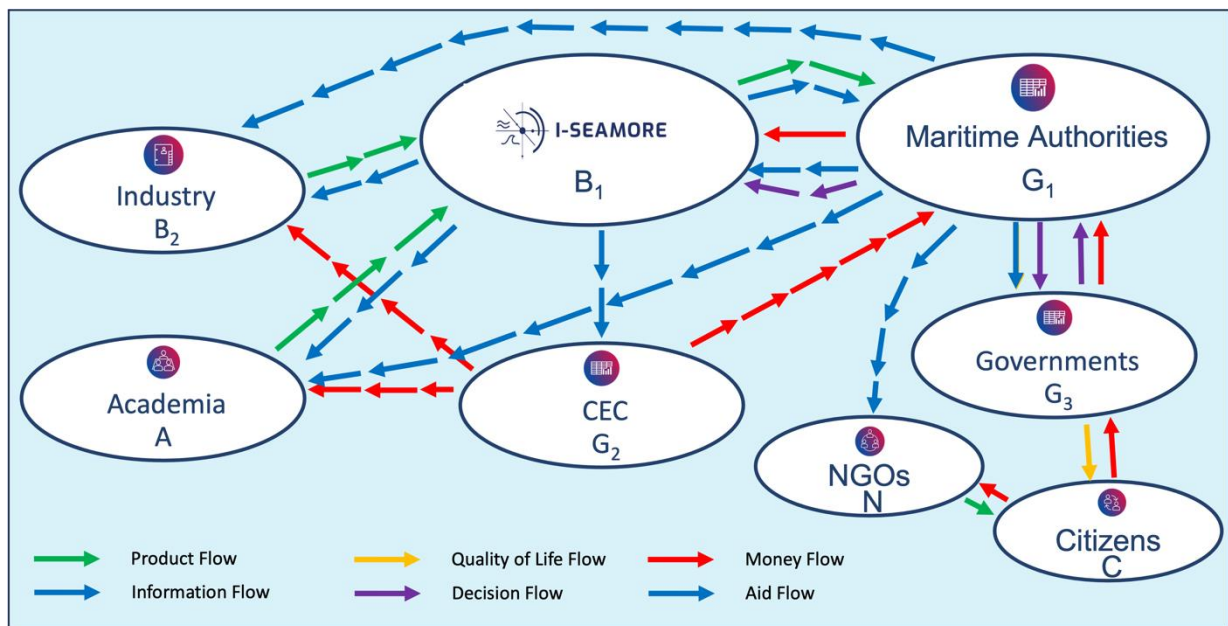 I-SEAMORE
B₁
Maritime Authorities
G₁
Industry
B₂
Academia
A
CEC
G₂
Governments
G₃
NGOs
N
Citizens
C
Product Flow
Quality of Life Flow
Money Flow
Information Flow
Decision Flow
Aid Flow